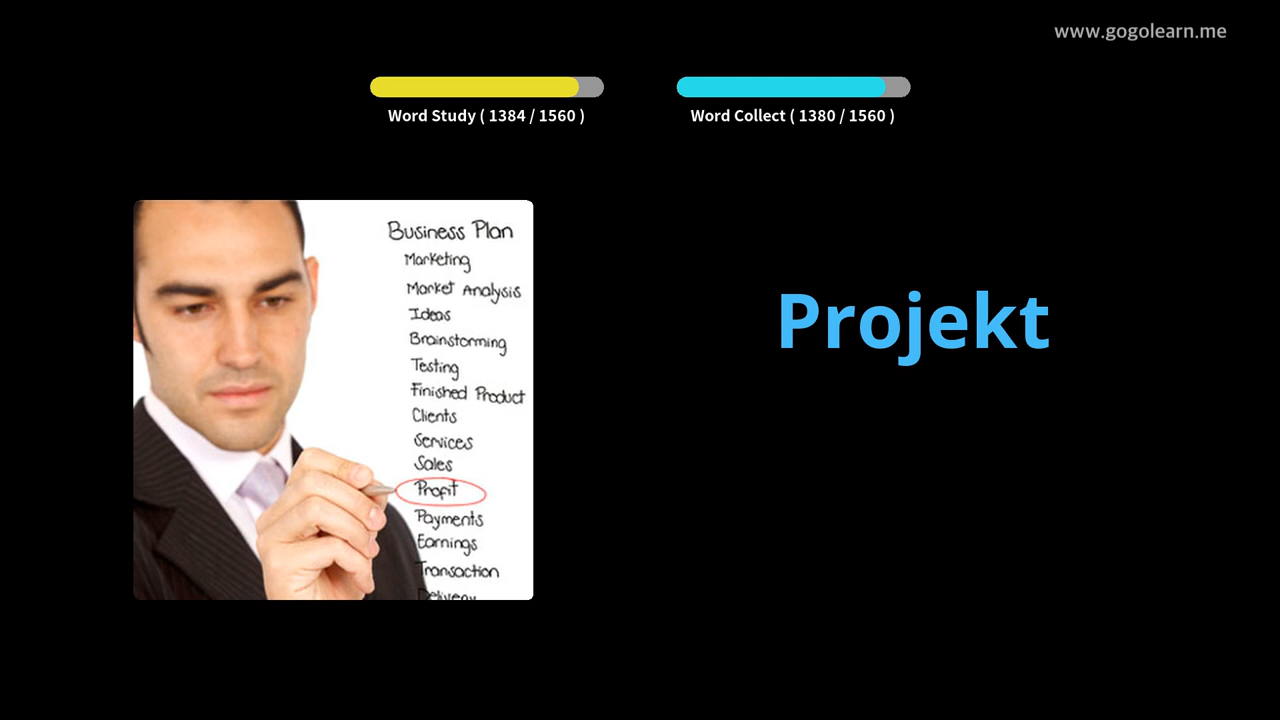 www.gogolearn.me
Word Study ( 1384 / 1560 )
Word Collect ( 1380 / 1560 )
Business Plan
Marketing
Market Analysis
Ideas
Brainstorming
Testing
Finished Product
Clients
Services
Sales
Profit
Payments
Earnings
Transaction
Delivery
Projekt